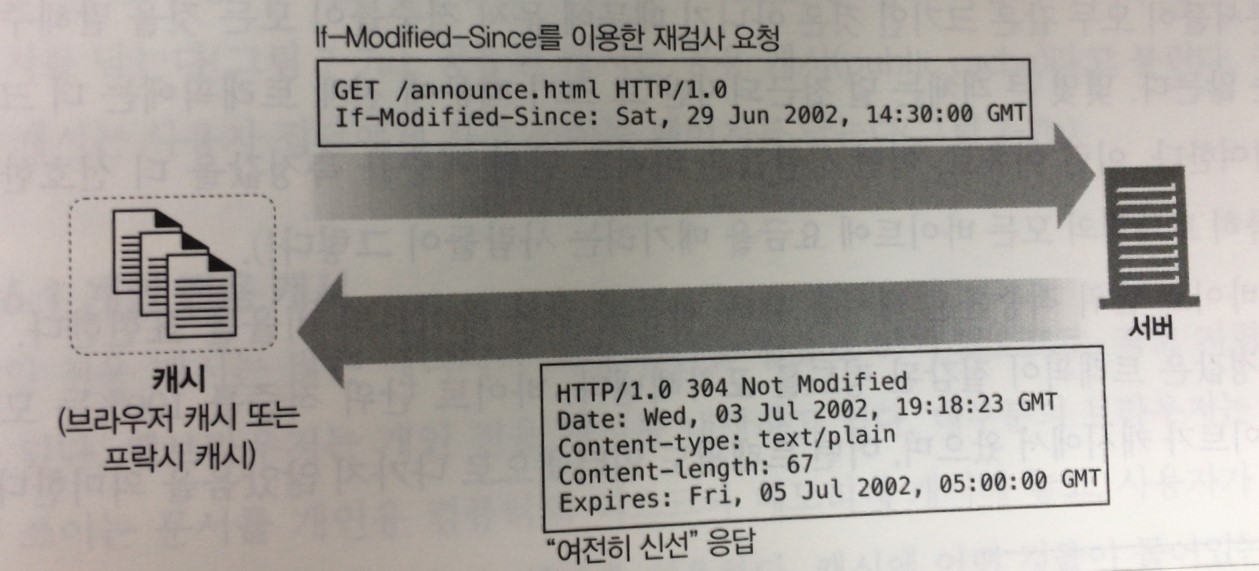 If-Modified-Since를 이용한 재검사 요청
GET /announce.html HTTP/1.0
If-Modified-Since: Sat, 29 Jun 2002, 14:30:00 GMT
서버
캐시
(브라우저 캐시 또는
프락시 캐시)
HTTP/1.0 304 Not Modified
Date: Wed, 03 Jul 2002, 19:18:23 GMT
Content-type: text/plain
Content-length: 67
Expires: Fri, 05 Jul 2002, 05:00:00 GMT
“여전히 신선” 응답